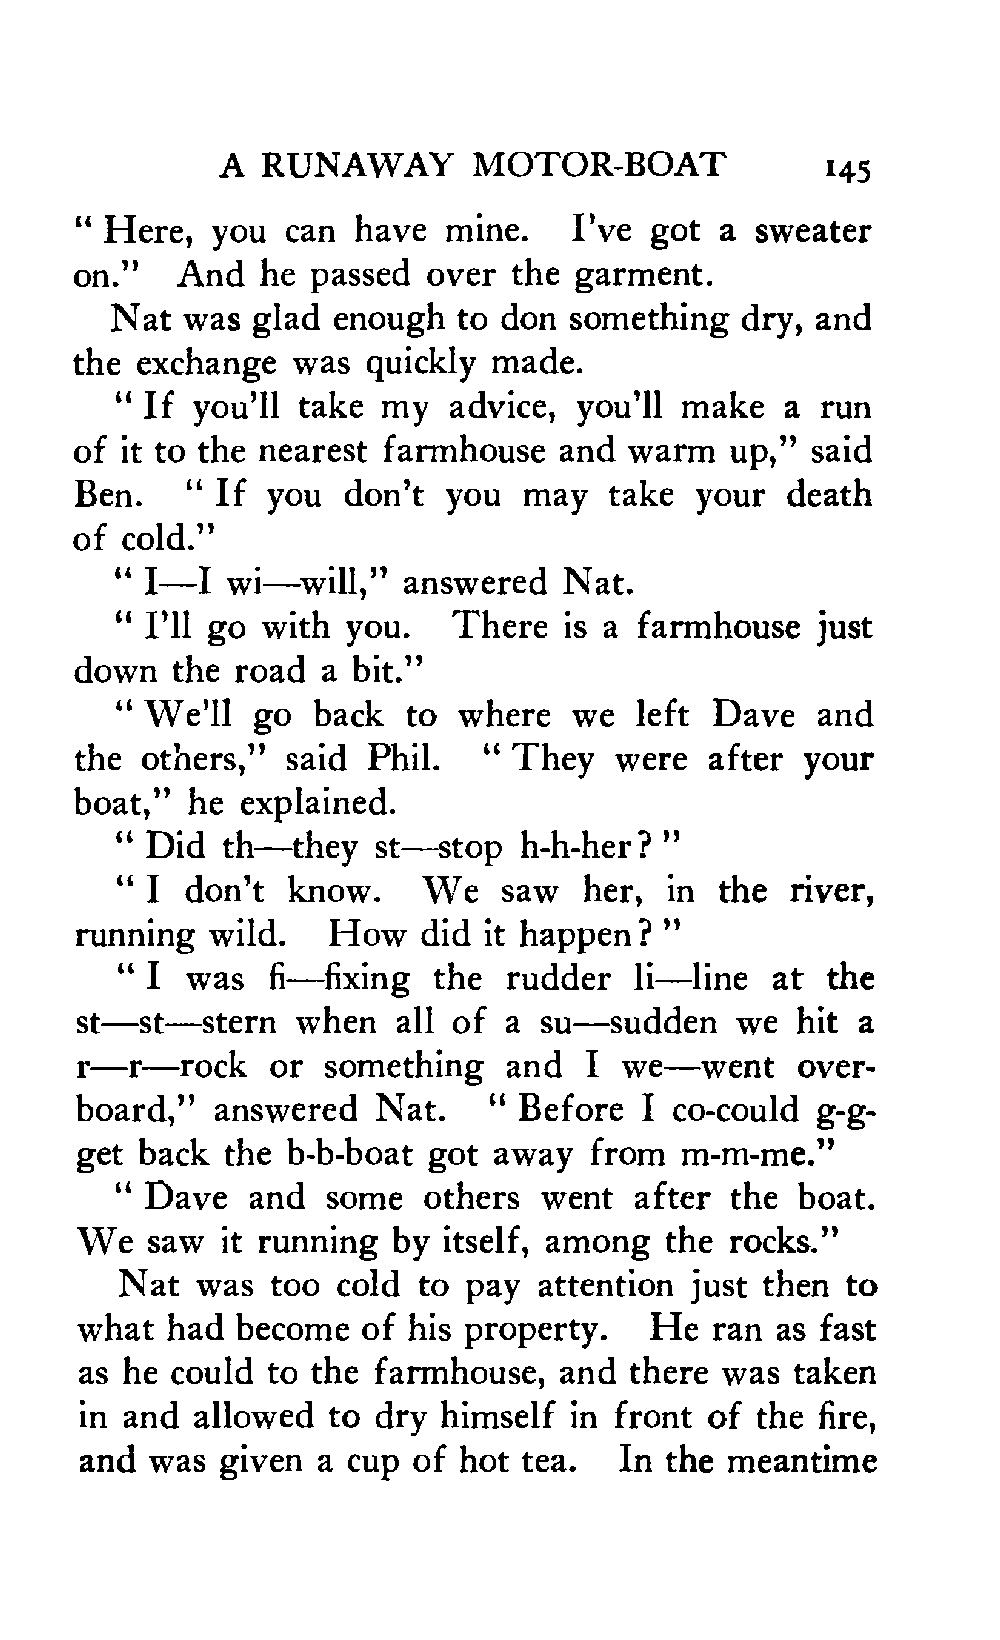 A RUNAWAY MOTOR-BOAT 145
" Here, you can have mine. I've got a sweater
on." And he passed over the garment.
Nat was glad enough to don something dry, and
the exchange was quickly made.
" If you'll take my advice, you'll make a run
of it to the nearest farmhouse and warm up," said
Ben. " If you don't you may take your death
of cold."
" I—I wi—will," answered Nat.
" I'll go with you. There is a farmhouse just
down the road a bit."
" We'll go back to where we left Dave and
the others," said Phil. " They were after your
boat," he explained.
" Did th—they st—stop h-h-her? "
" I don't know. We saw her, in the river,
running wild. How did it happen? "
" I was fi—fixing the rudder li—line at the
st—st—stern when all of a su—sudden we hit a
r—r—rock or something and I we—went over-
board," answered Nat. " Before I co-could g-g-
get back the b-b-boat got away from m-m-me."
" Dave and some others went after the boat.
We saw it running by itself, among the rocks."
Nat was too cold to pay attention just then to
what had become of his property. He ran as fast
as he could to the farmhouse, and there was taken
in and allowed to dry himself in front of the fire,
and was given a cup of hot tea. In the meantime